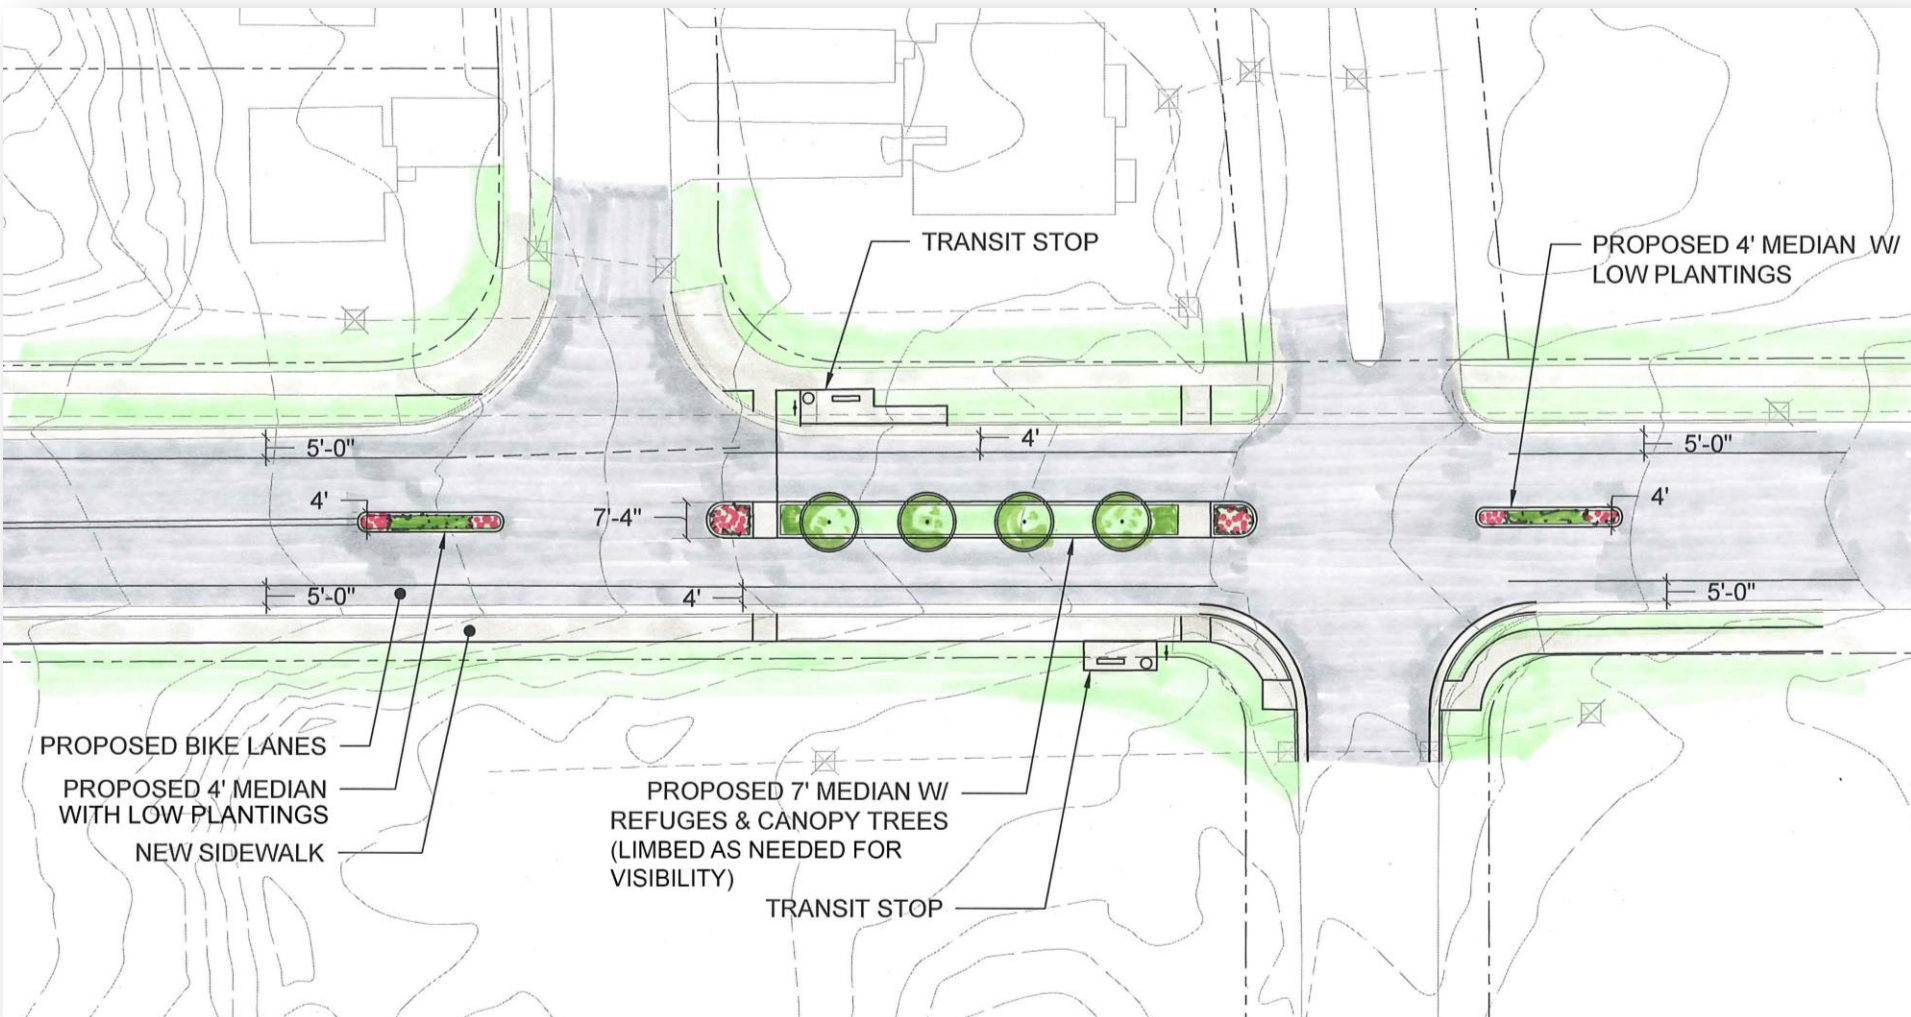 TRANSIT STOP
PROPOSED 4' MEDIAN W/
LOW PLANTINGS
5'-0"
4'
5'-0"
4'
7'-4"
4'
5'-0"
4'
5'-0"
PROPOSED BIKE LANES
PROPOSED 4' MEDIAN
WITH LOW PLANTINGS
NEW SIDEWALK
PROPOSED 7' MEDIAN W/
REFUGES & CANOPY TREES
(LIMBED AS NEEDED FOR
VISIBILITY)
TRANSIT STOP